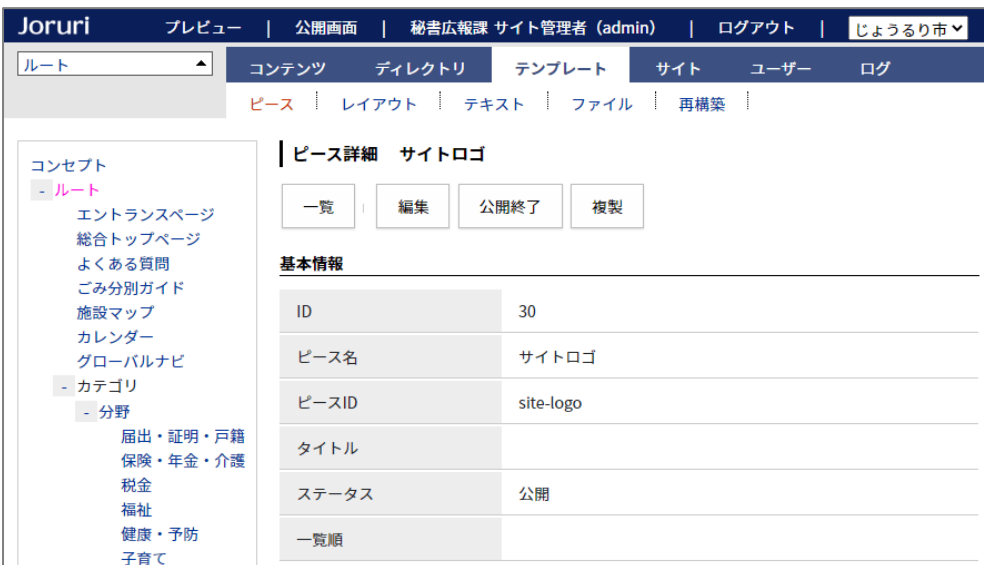 Joruri プレビュー | 公開画面 | 秘書広報課 サイト管理者（admin） | ログアウト | じょうるり市
ルート コンテンツ ディレクトリ テンプレート サイト ユーザー ログ
ピース レイアウト テキスト ファイル 再構築
コンセプト
- ルート
エントランスページ
総合トップページ
よくある質問
ごみ分別ガイド
施設マップ
カレンダー
グローバルナビ
- カテゴリ
- 分野
届出・証明・戸籍
保険・年金・介護
税金
福祉
健康・予防
子育て
ピース詳細 サイトロゴ
一覧 編集 公開終了 複製
基本情報
ID 30
ピース名 サイトロゴ
ピースID site-logo
タイトル
ステータス 公開
一覧順